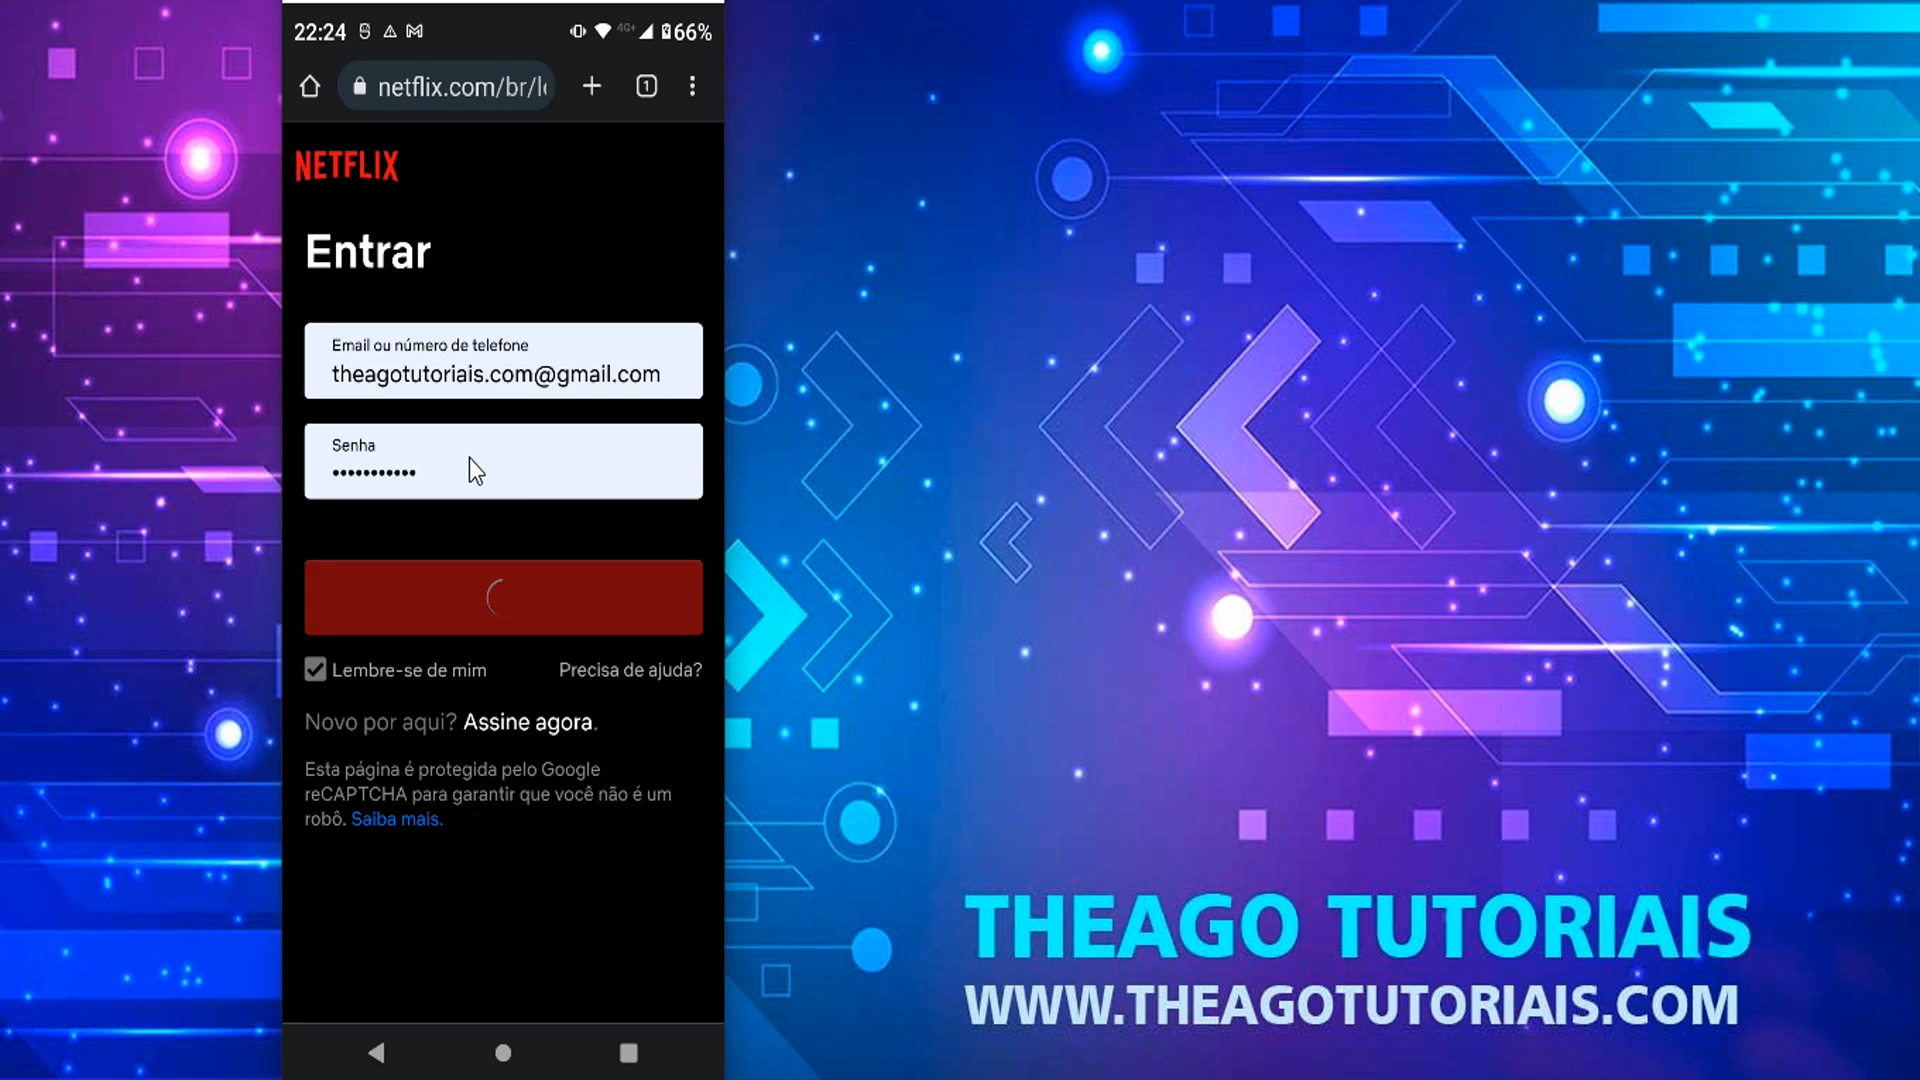 22:24
4G+
66%
netflix.com/br/l
1
NETFLIX
Entrar
Email ou número de telefone
theagotutoriais.com@gmail.com
Senha
•••••••••••
Lembre-se de mim
Precisa de ajuda?
Novo por aqui? Assine agora.
Esta página é protegida pelo Google
reCAPTCHA para garantir que você não é um
robô. Saiba mais.
THEAGO TUTORIAIS
WWW.THEAGOTUTORIAIS.COM